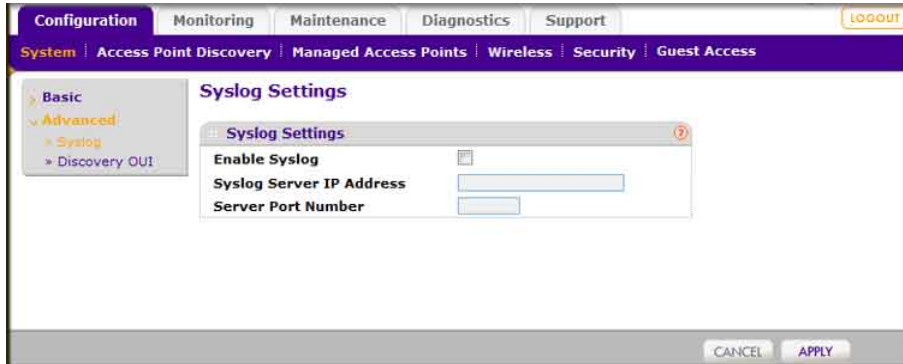 Configuration Monitoring Maintenance Diagnostics Support LOGOUT
System Access Point Discovery Managed Access Points Wireless Security Guest Access
Basic
Advanced
» Syslog
» Discovery OUI
Syslog Settings
Syslog Settings ?
Enable Syslog
Syslog Server IP Address
Server Port Number
CANCEL APPLY